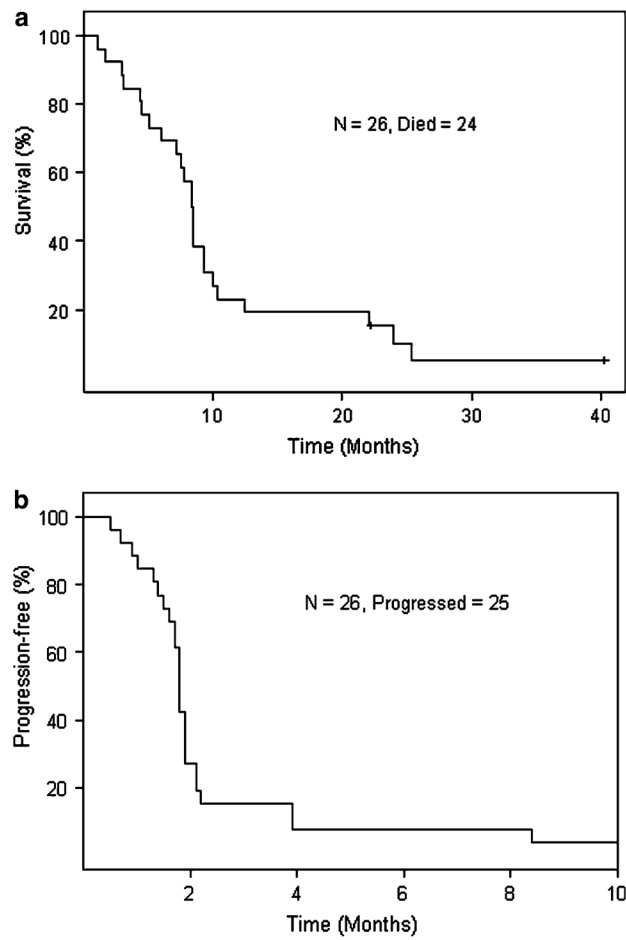 a
100
80
60
40
20
Survival (%)
N = 26, Died = 24
10
20
30
40
Time (Months)
b
100
80
60
40
20
Progression-free (%)
N = 26, Progressed = 25
2
4
6
8
10
Time (Months)